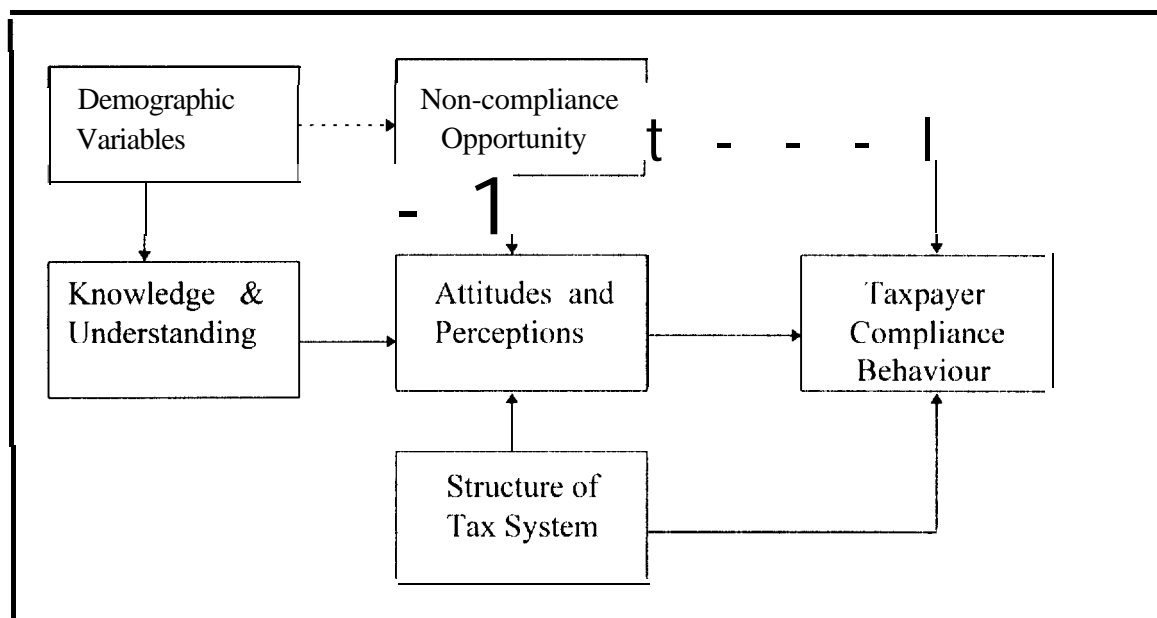 Demographic
Variables
Non-compliance
Opportunity
t - - - I
- 1
Knowledge &
Understanding
Attitudes and
Perceptions
Taxpayer
Compliance
Behaviour
Structure of
Tax System